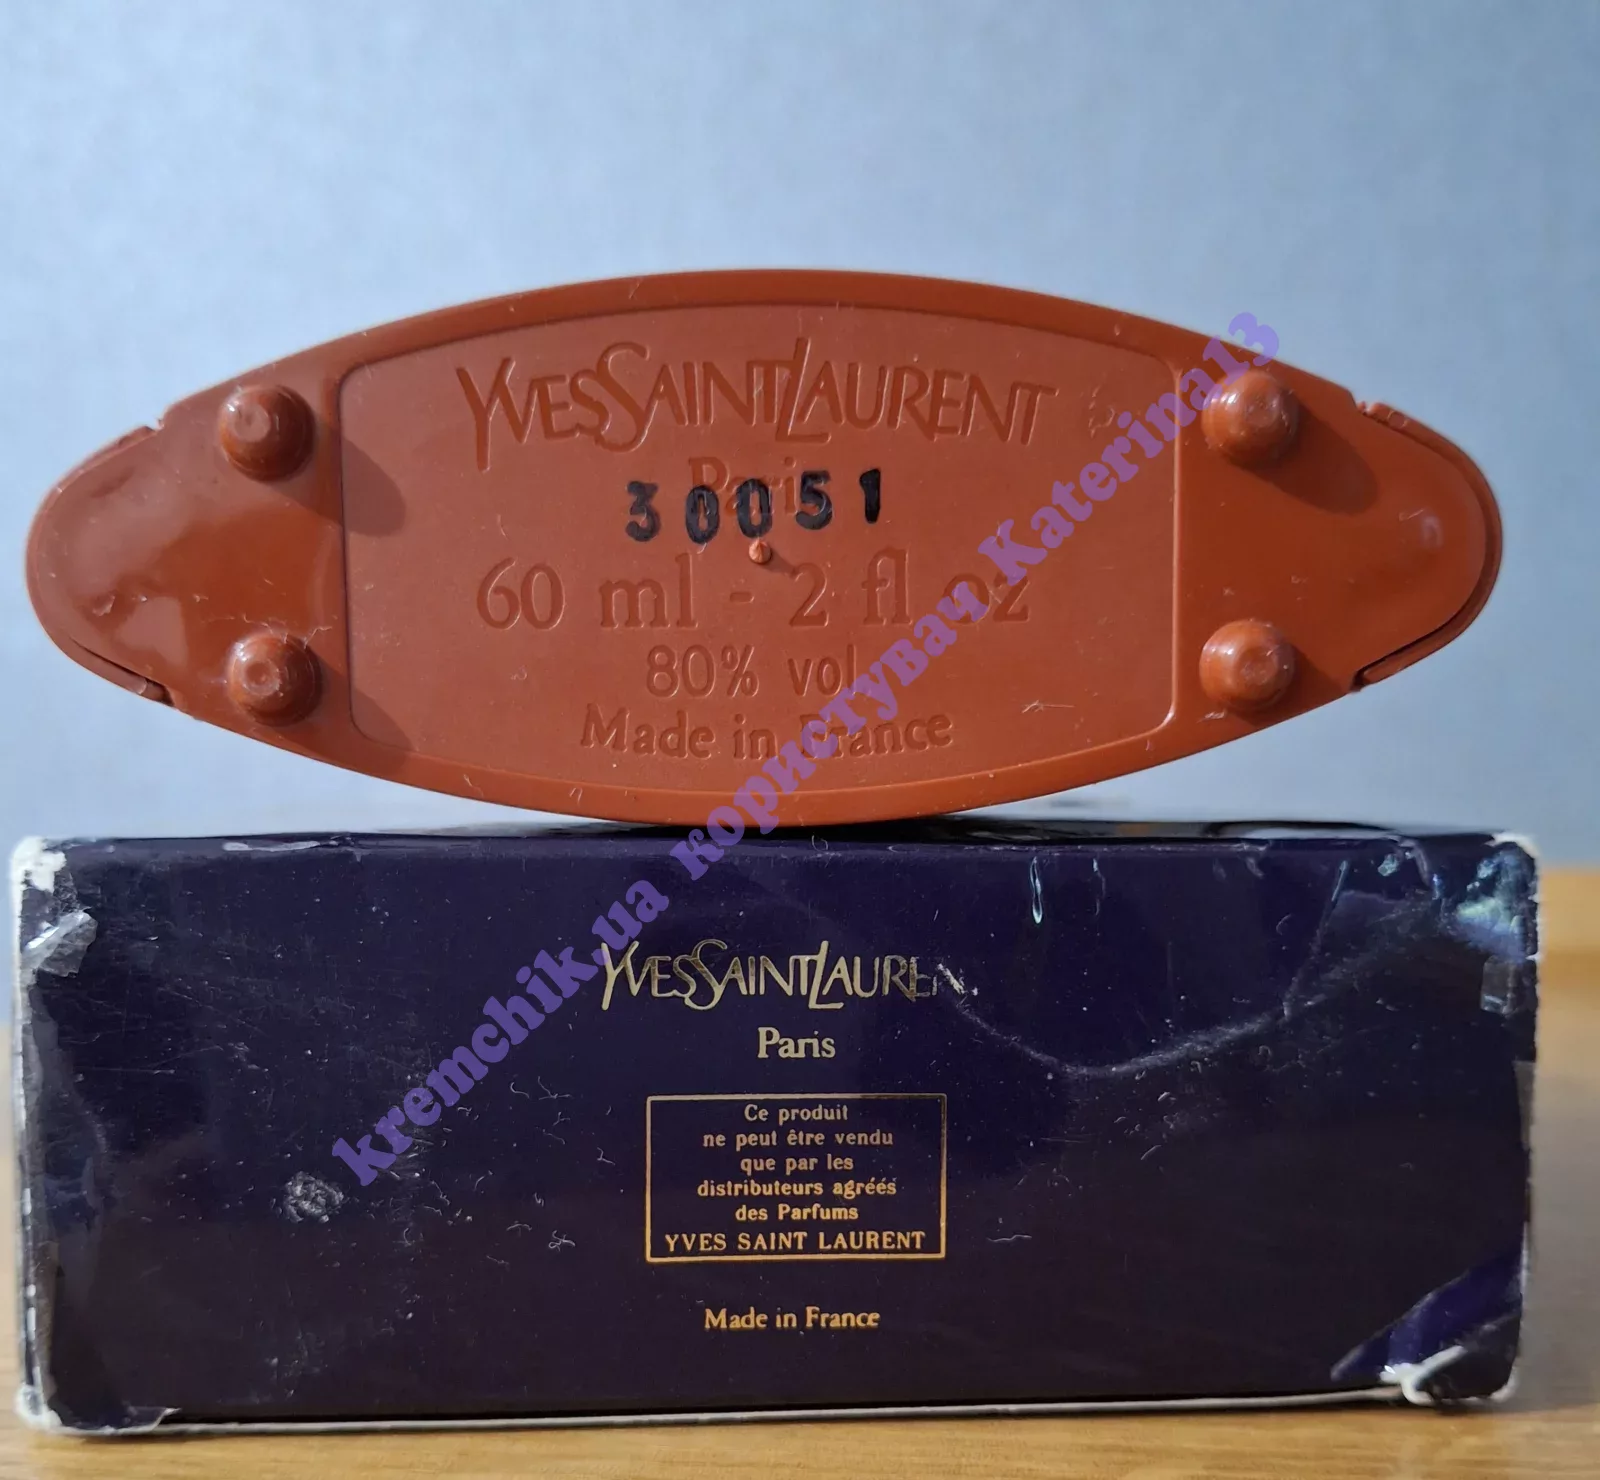 YVESSAINTLAURENT
Paris
30051
60 ml - 2 fl oz
80% vol
Made in France
kremchik.ua користувач Katerina13
YVESSAINTLAUREN
Paris
Ce produit
ne peut être vendu
que par les
distributeurs agréés
des Parfums
YVES SAINT LAURENT
Made in France